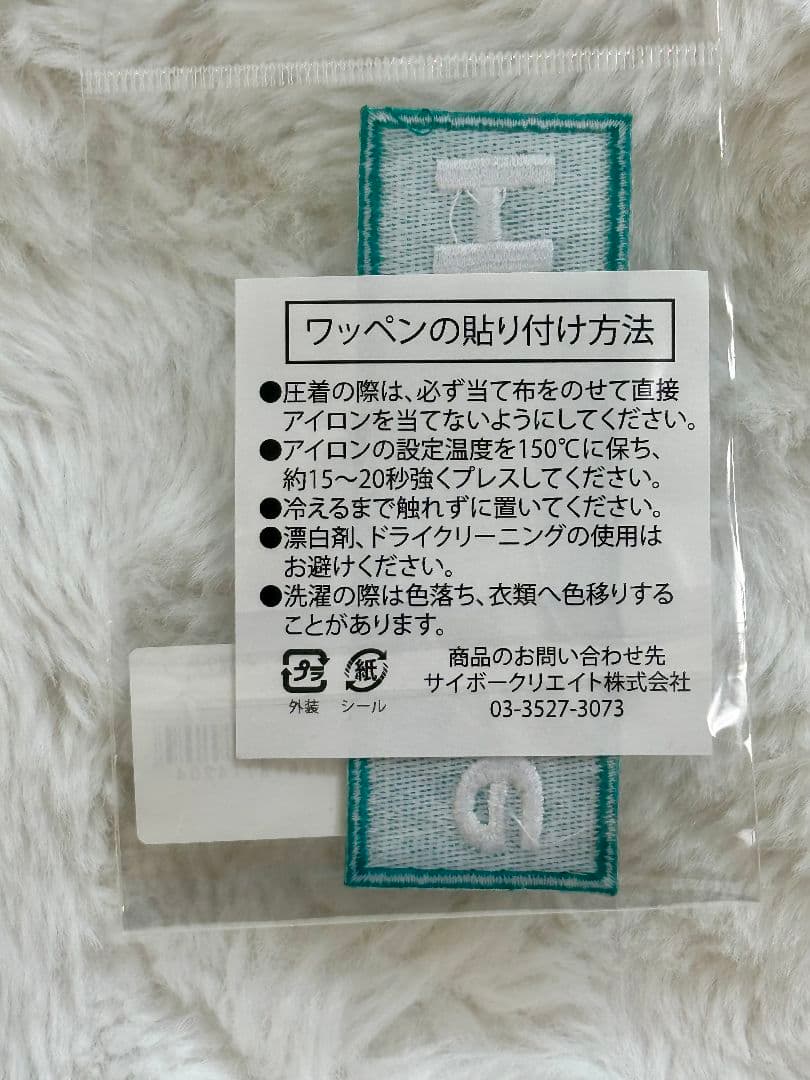 ワッペンの貼り付け方法
●圧着の際は、必ず当て布をのせて直接
アイロンを当てないようにしてください。
●アイロンの設定温度を150℃に保ち、
約15〜20秒強くプレスしてください。
●冷えるまで触れずに置いてください。
●漂白剤、ドライクリーニングの使用は
お避けください。
●洗濯の際は色落ち、衣類へ色移りする
ことがあります。
プラ
外装
紙
シール
商品のお問い合わせ先
サイボークリエイト株式会社
03-3527-3073